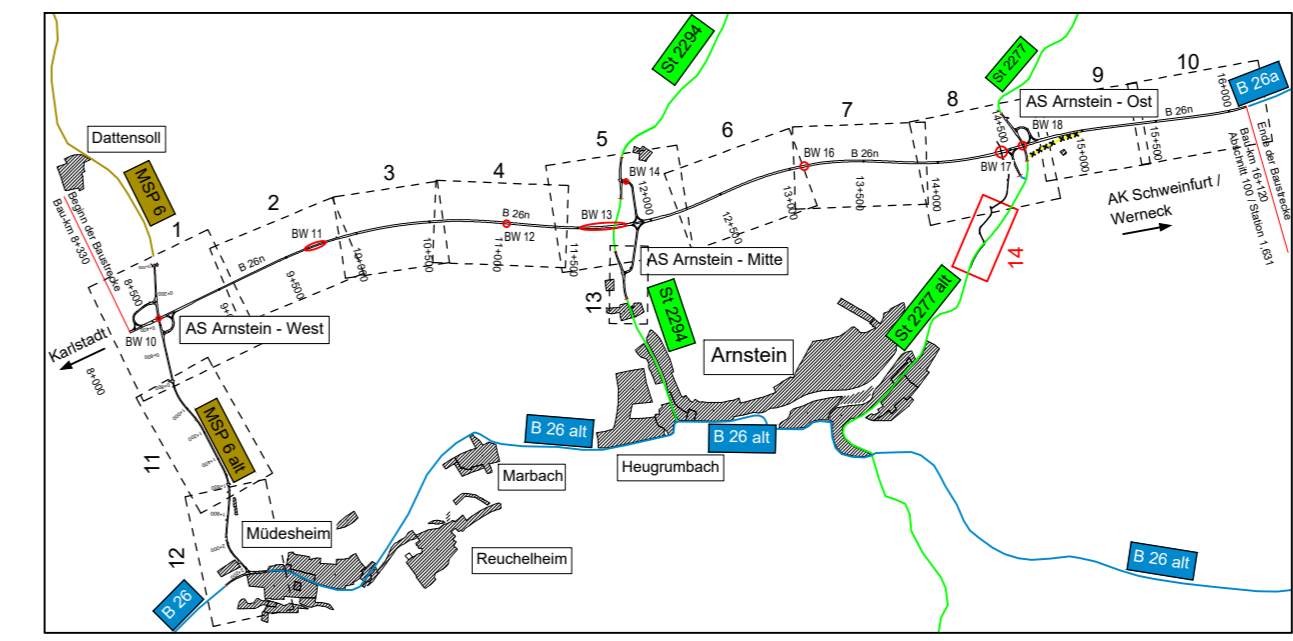 St 2294
St 2277
10
9
16+000
B 26a
8
AS Arnstein - Ost
B 26n
7
14+500
BW 18
Dattensoll
6
5
15+000
15+500
Ende der Baustrecke
Bau-km 16+120
Abschnitt 100 / Station 1,631
BW 16
B 26n
BW 17
MSP 6
4
BW 14
3
12+000
13+000
13+500
14+000
AK Schweinfurt /
Werneck
Beginn der Baustrecke
Bau-km 8+330
2
B 26n
BW 13
12+500
1
BW 11
BW 12
10+500
11+000
11+500
14
B 26n
AS Arnstein - Mitte
9+500
8+500
13
AS Arnstein - West
St 2294
St 2277 alt
BW 10
Karlstadt
8+000
Arnstein
MSP 6 alt
B 26 alt
B 26 alt
11
Heugrumbach
Marbach
Müdesheim
Reuchelheim
12
B 26 alt
B 26